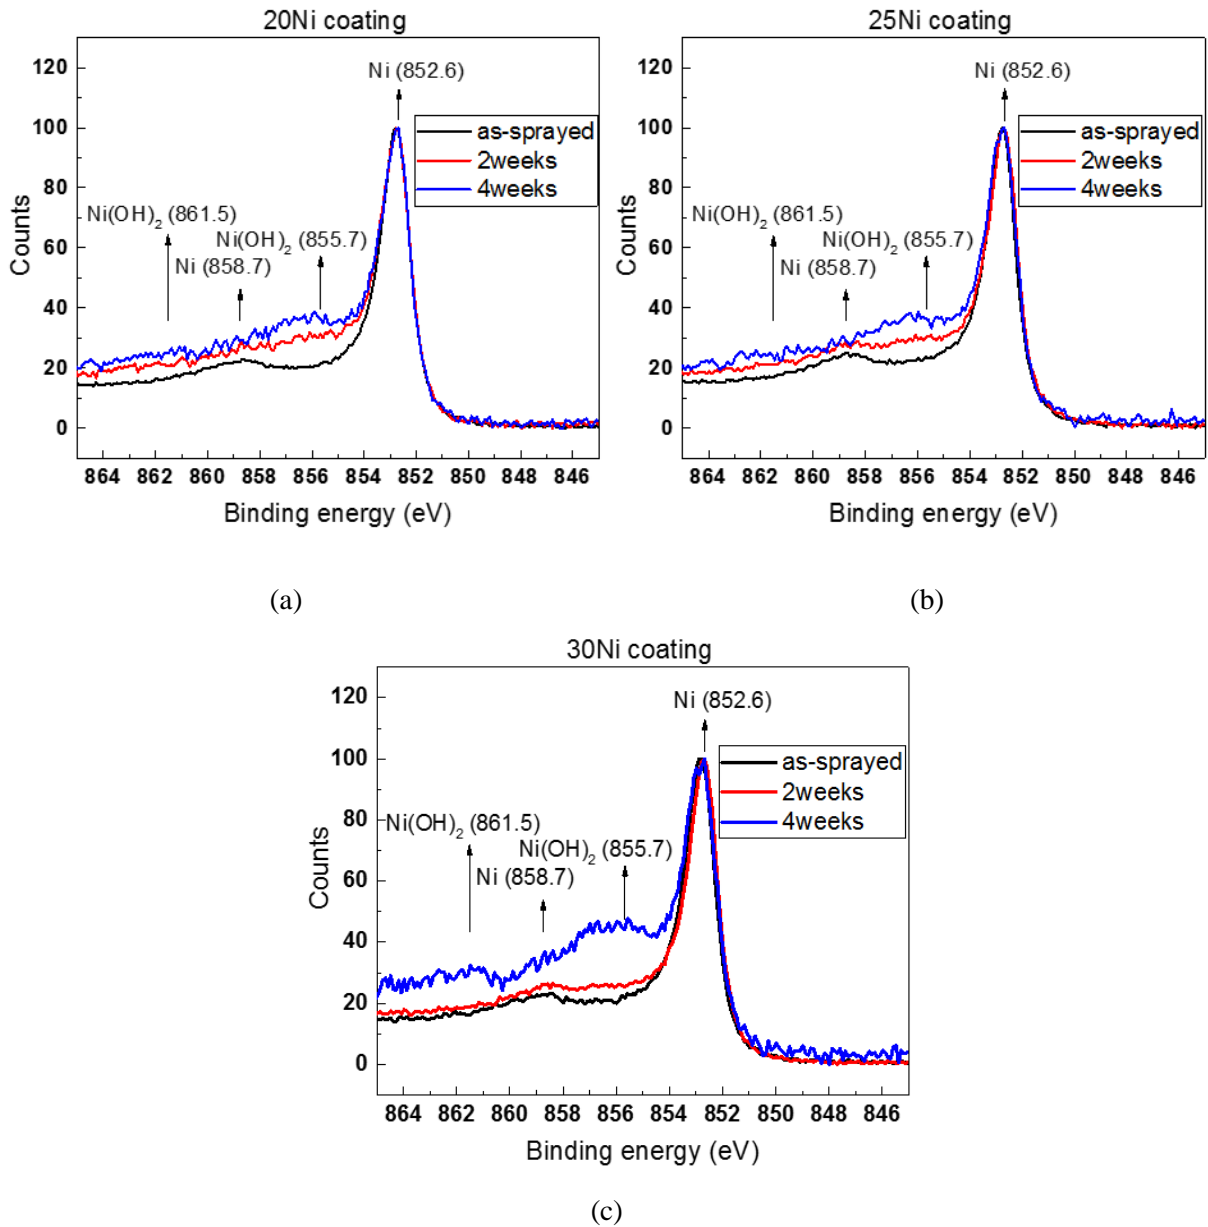 20Ni coating
120
100
80
60
40
20
0
Counts
Ni (852.6)
as-sprayed
2weeks
4weeks
Ni(OH)₂ (861.5)
Ni(OH)₂ (855.7)
Ni (858.7)
864 862 860 858 856 854 852 850 848 846
Binding energy (eV)
(a)
25Ni coating
120
100
80
60
40
20
0
Counts
Ni (852.6)
as-sprayed
2weeks
4weeks
Ni(OH)₂ (861.5)
Ni(OH)₂ (855.7)
Ni (858.7)
864 862 860 858 856 854 852 850 848 846
Binding energy (eV)
(b)
30Ni coating
120
100
80
60
40
20
0
Counts
Ni (852.6)
as-sprayed
2weeks
4weeks
Ni(OH)₂ (861.5)
Ni(OH)₂ (855.7)
Ni (858.7)
864 862 860 858 856 854 852 850 848 846
Binding energy (eV)
(c)